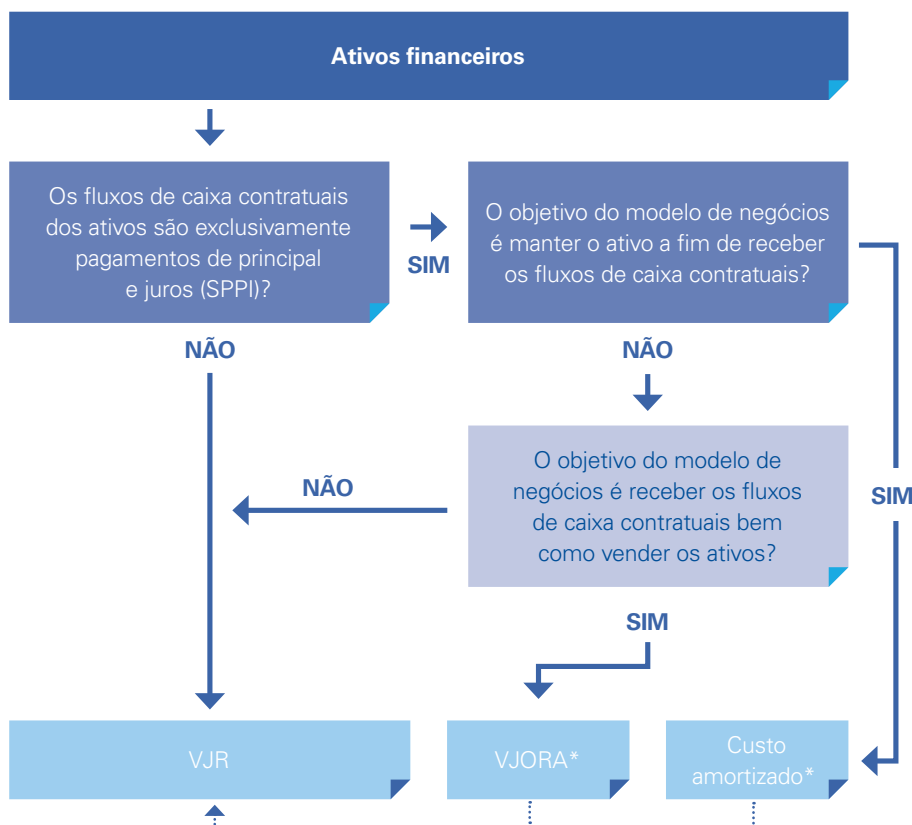 Ativos financeiros
Os fluxos de caixa contratuais
dos ativos são exclusivamente
pagamentos de principal
e juros (SPPI)?
SIM
O objetivo do modelo de negócios
é manter o ativo a fim de receber
os fluxos de caixa contratuais?
NÃO
NÃO
O objetivo do modelo de
negócios é receber os fluxos
de caixa contratuais bem
como vender os ativos?
NÃO
SIM
SIM
VJR
VJORA*
Custo
amortizado*